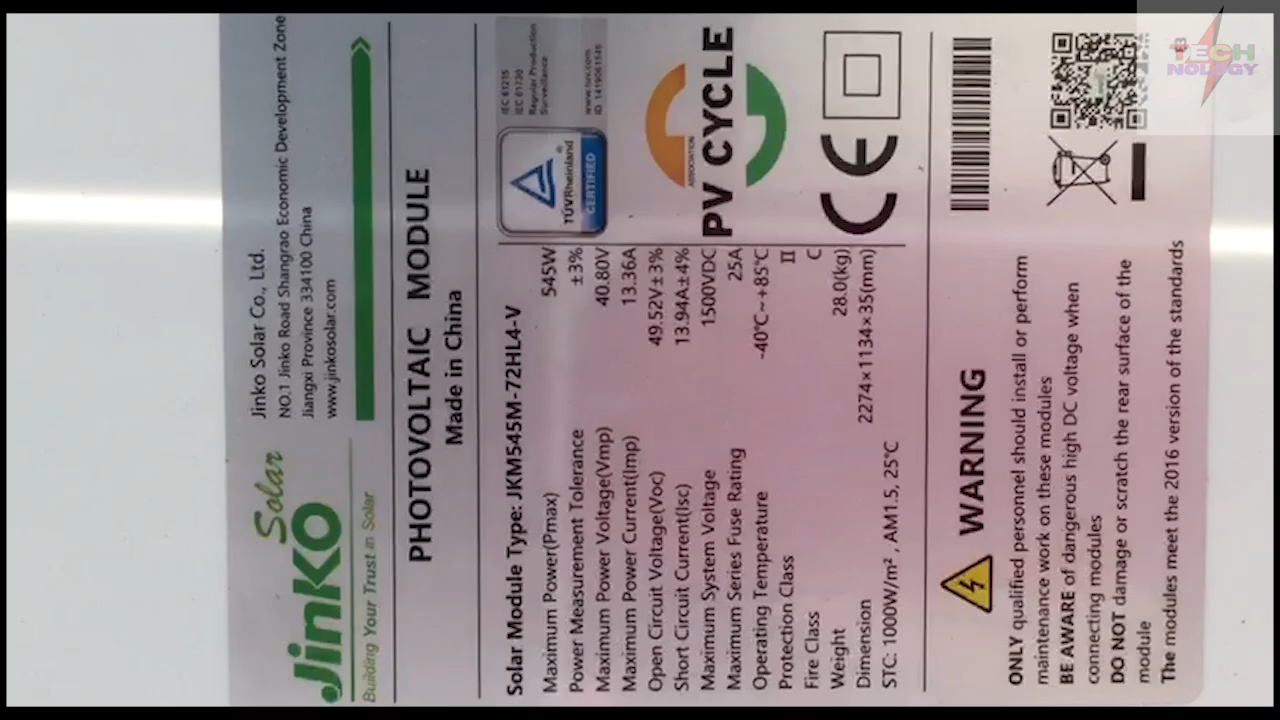 JinKO Solar
Building Your Trust in Solar
Jinko Solar Co., Ltd.
NO.1 Jinko Road Shangrao Economic Development Zone
Jiangxi Province 334100 China
www.jinkosolar.com
PHOTOVOLTAIC MODULE
Made in China
Solar Module Type: JKM545M-72HL4-V
Maximum Power(Pmax) 545W
Power Measurement Tolerance ±3%
Maximum Power Voltage(Vmp) 40.80V
Maximum Power Current(Imp) 13.36A
Open Circuit Voltage(Voc) 49.52V±3%
Short Circuit Current(Isc) 13.94A±4%
Maximum System Voltage 1500VDC
Maximum Series Fuse Rating 25A
Operating Temperature -40℃~+85℃
Protection Class II
Fire Class C
Weight 28.0(kg)
Dimension 2274×1134×35(mm)
STC: 1000W/m², AM1.5, 25℃
TÜVRheinland®
CERTIFIED
IEC 61215
IEC 61730
Regular Production
Surveillance
www.tuv.com
ID 1419061545
PV CYCLE
ASSOCIATION
CE
WARNING
ONLY qualified personnel should install or perform
maintenance work on these modules
BE AWARE of dangerous high DC voltage when
connecting modules
DO NOT damage or scratch the rear surface of the
module
The modules meet the 2016 version of the standards
TECH
NOLOGY